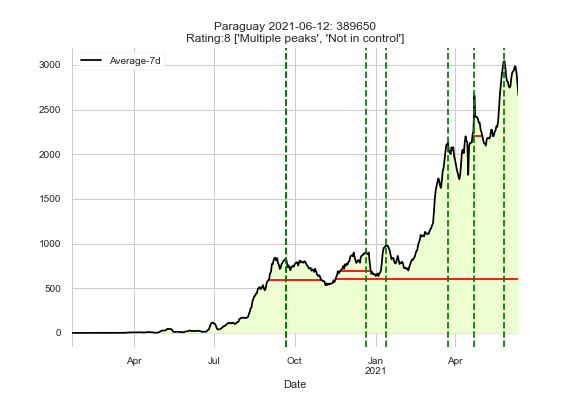 Paraguay 2021-06-12: 389650
Rating:8 ['Multiple peaks', 'Not in control']
Average-7d
3000
2500
2000
1500
1000
500
0
Apr
Jul
Oct
Jan
2021
Apr
Date